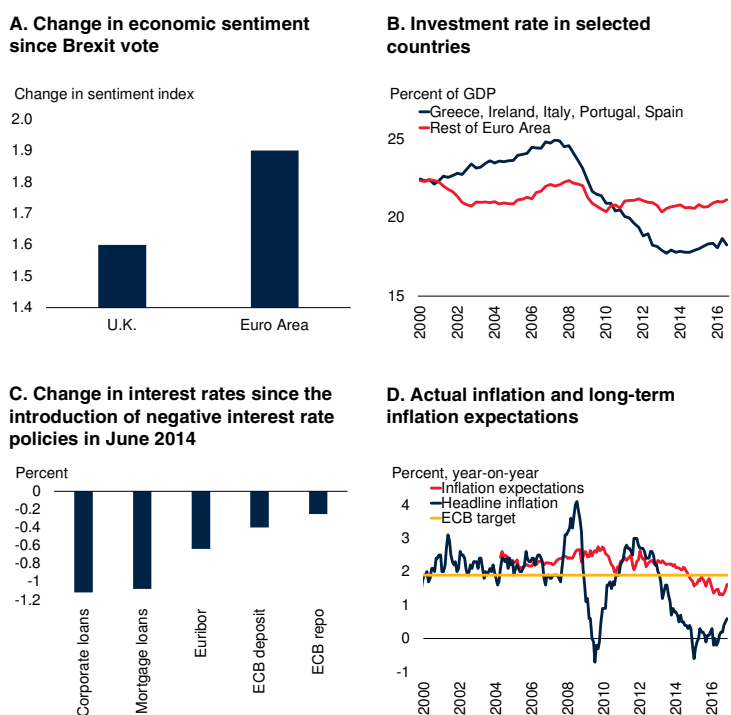 A. Change in economic sentiment
since Brexit vote
Change in sentiment index
2.0
1.9
1.8
1.7
1.6
1.5
1.4
U.K.
Euro Area
B. Investment rate in selected
countries
Percent of GDP
Greece, Ireland, Italy, Portugal, Spain
Rest of Euro Area
25
20
15
2000
2002
2004
2006
2008
2010
2012
2014
2016
C. Change in interest rates since the
introduction of negative interest rate
policies in June 2014
Percent
0
-0.2
-0.4
-0.6
-0.8
-1
-1.2
Corporate loans
Mortgage loans
Euribor
ECB deposit
ECB repo
D. Actual inflation and long-term
inflation expectations
Percent, year-on-year
Inflation expectations
Headline inflation
ECB target
4
3
2
1
0
-1
2000
2002
2004
2006
2008
2010
2012
2014
2016